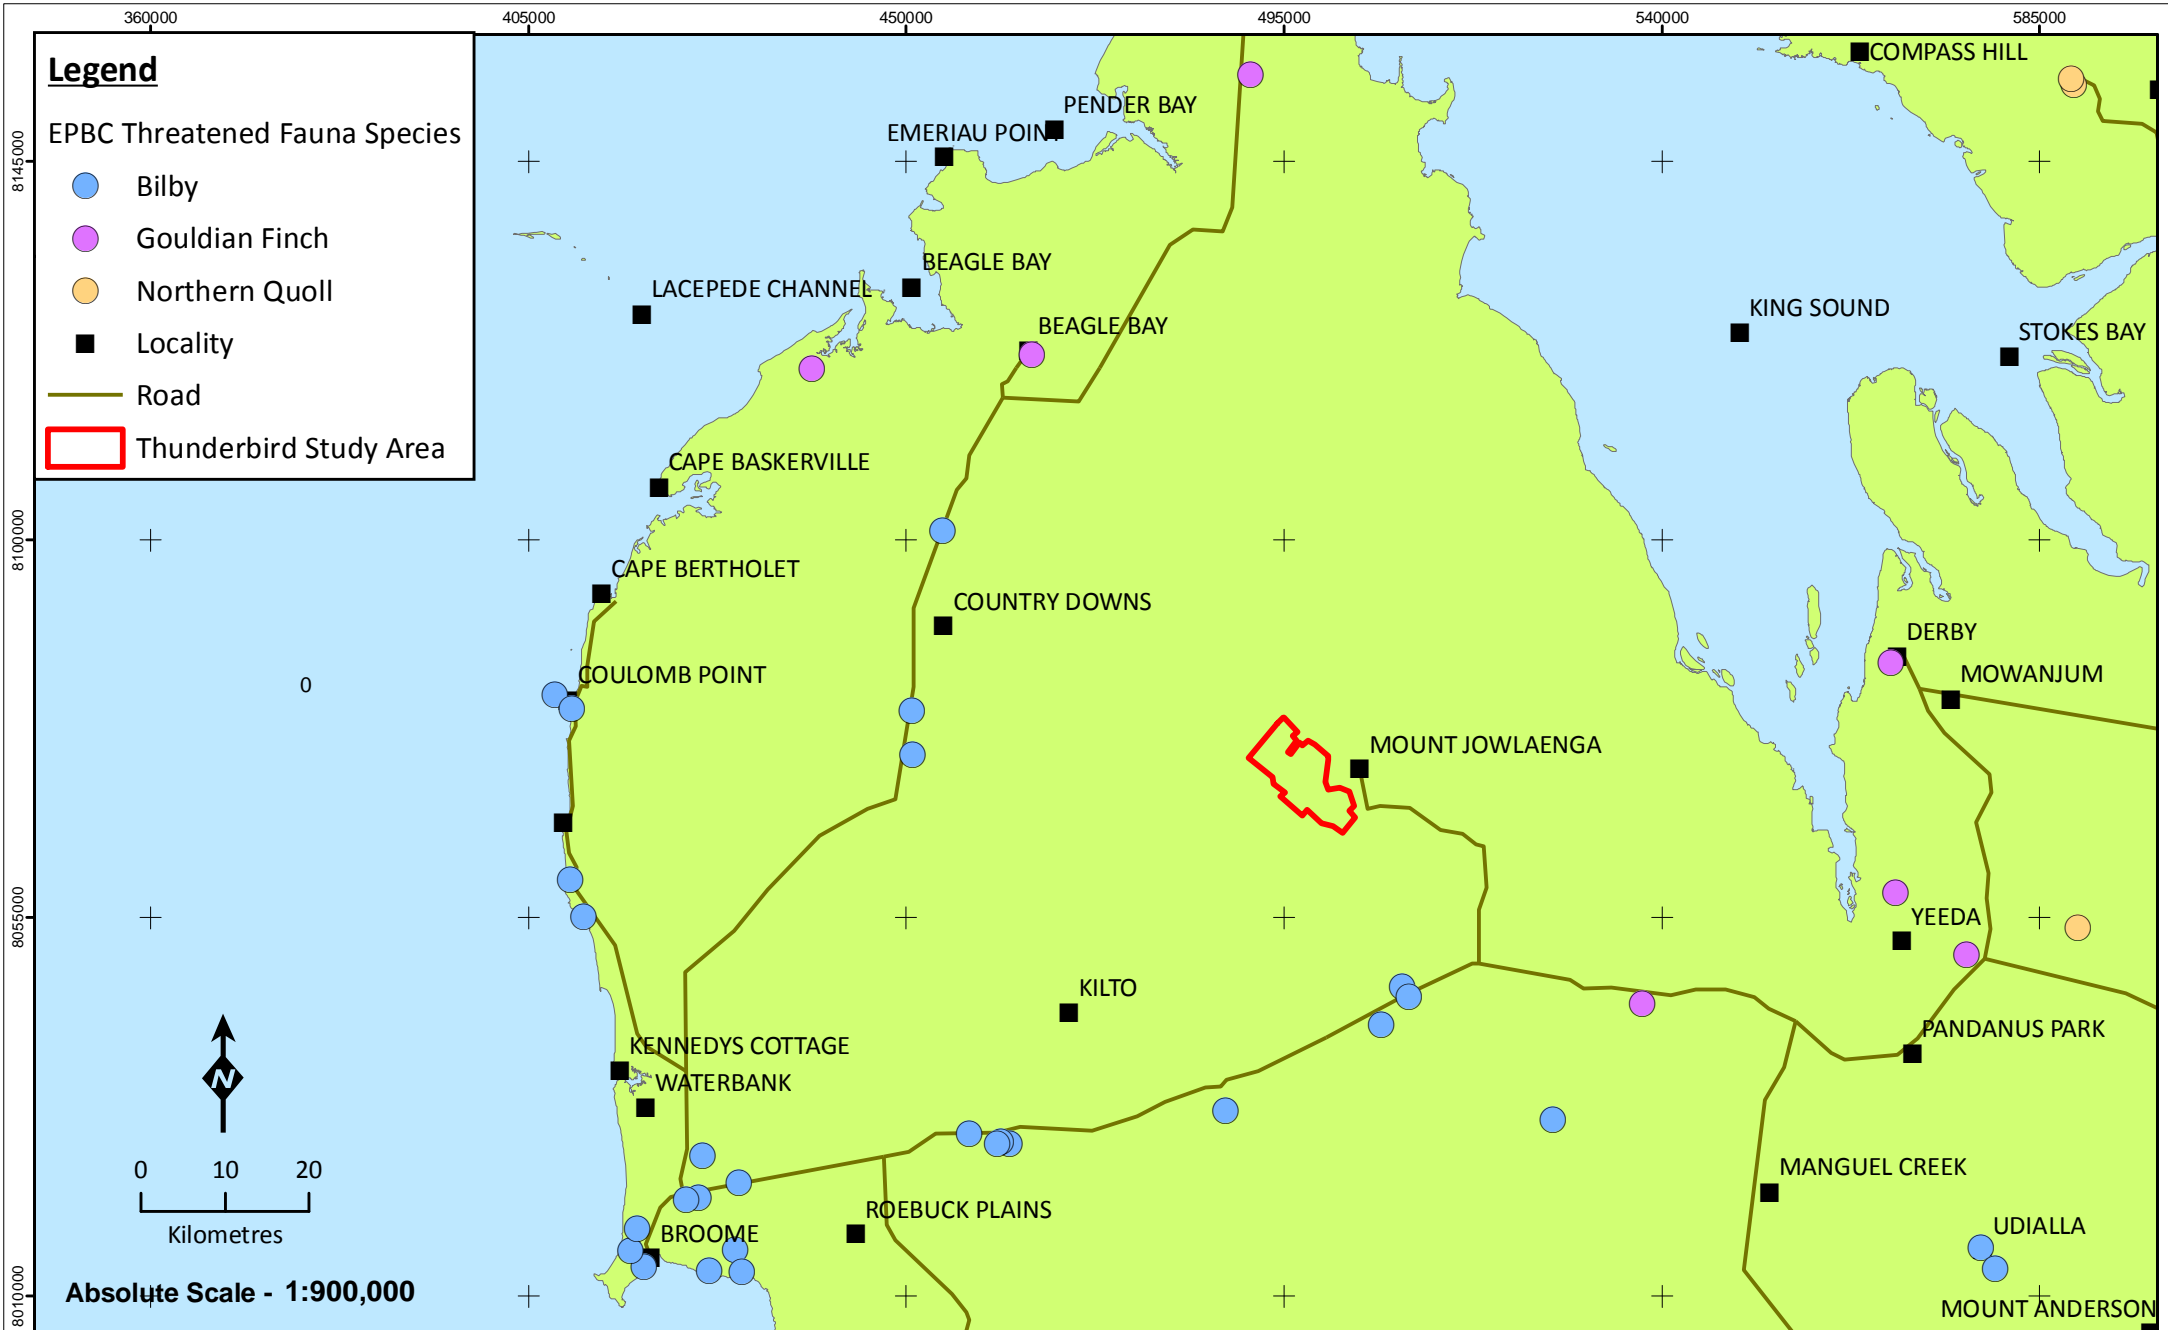 360000
405000
450000
495000
540000
585000
Legend
EPBC Threatened Fauna Species
Bilby
Gouldian Finch
Northern Quoll
Locality
Road
Thunderbird Study Area
COMPASS HILL
PENDER BAY
EMERIAU POINT
8145000
BEAGLE BAY
LACEPEDE CHANNEL
KING SOUND
BEAGLE BAY
STOKES BAY
CAPE BASKERVILLE
8100000
CAPE BERTHOLET
COUNTRY DOWNS
DERBY
COULOMB POINT
MOWANJUM
0
MOUNT JOWLAENGA
8055000
YEEDA
KILTO
N
PANDANUS PARK
KENNEDYS COTTAGE
WATERBANK
0 10 20
Kilometres
MANGUEL CREEK
ROEBUCK PLAINS
UDIALLA
BROOME
8010000
Absolute Scale - 1:900,000
MOUNT ANDERSON